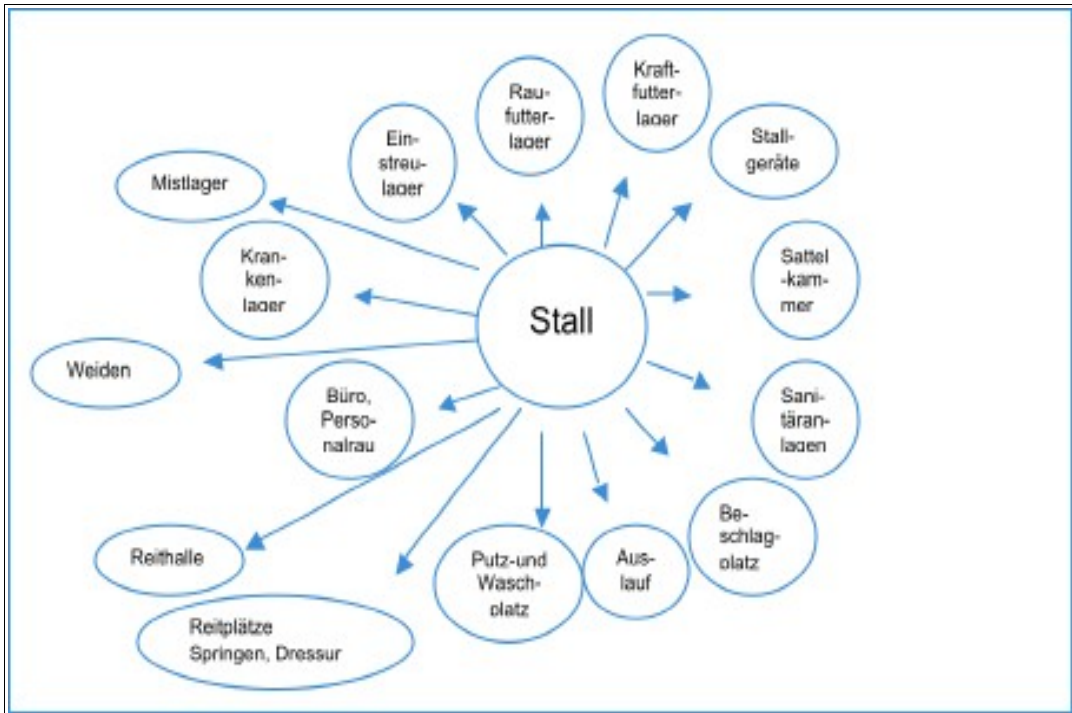 Kraft-
futter-
lager
Rau-
futter-
lager
Stall-
geräte
Ein-
streu-
lager
Mistlager
Kran-
ken-
lager
Sattel
-kam-
mer
Stall
Weiden
Büro,
Perso-
nalrau
Sani-
täran-
lagen
Be-
schlag-
platz
Reithalle
Putz-und
Wasch-
platz
Aus-
lauf
Reitplätze
Springen, Dressur